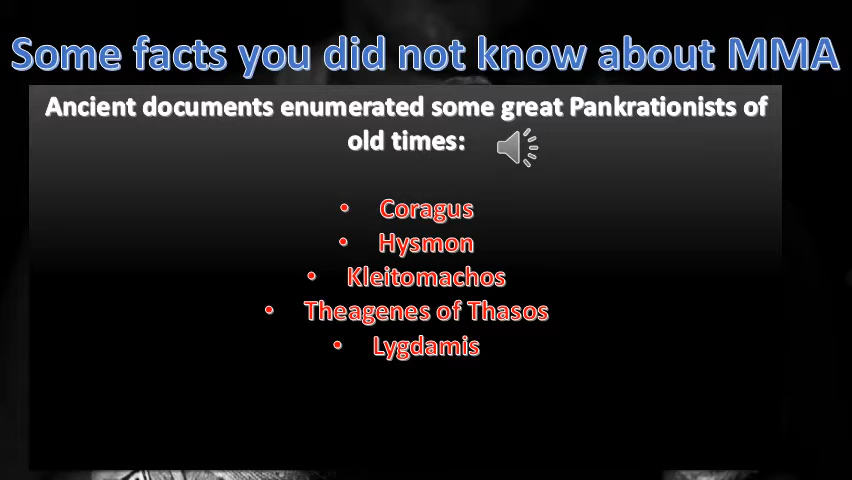 Some facts you did not know about MMA
Ancient documents enumerated some great Pankrationists of
old times:
• Coragus
• Hysmon
• Kleitomachos
• Theagenes of Thasos
• Lygdamis